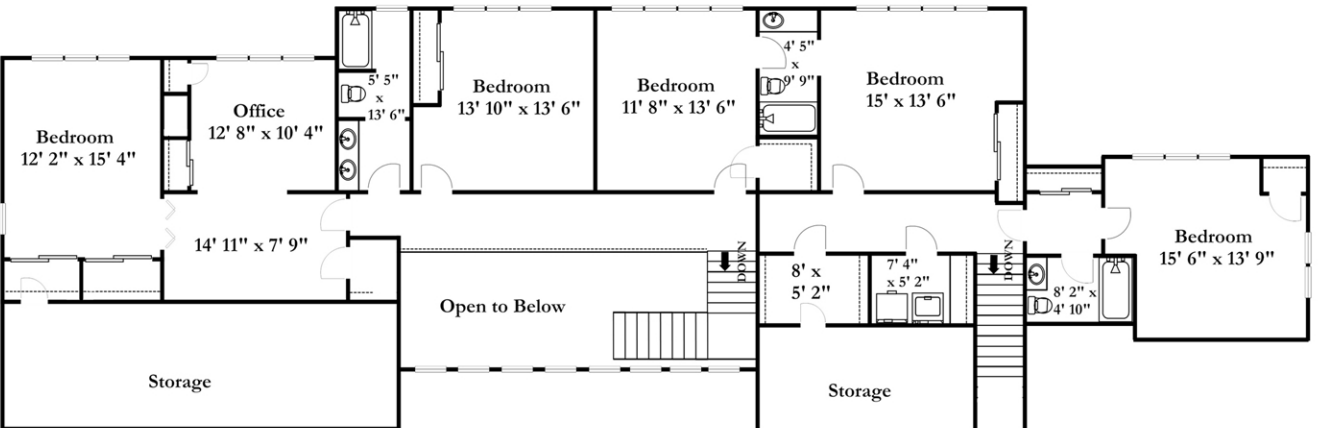 Bedroom
12' 2" x 15' 4"
Office
12' 8" x 10' 4"
14' 11" x 7' 9"
5' 5"
x
13' 6"
Bedroom
13' 10" x 13' 6"
Bedroom
11' 8" x 13' 6"
4' 5"
x
9' 9"
Bedroom
15' x 13' 6"
Bedroom
15' 6" x 13' 9"
8' 2" x
4' 10"
DOWN
8' x
5' 2"
7' 4"
x 5' 2"
DOWN
Open to Below
Storage
Storage